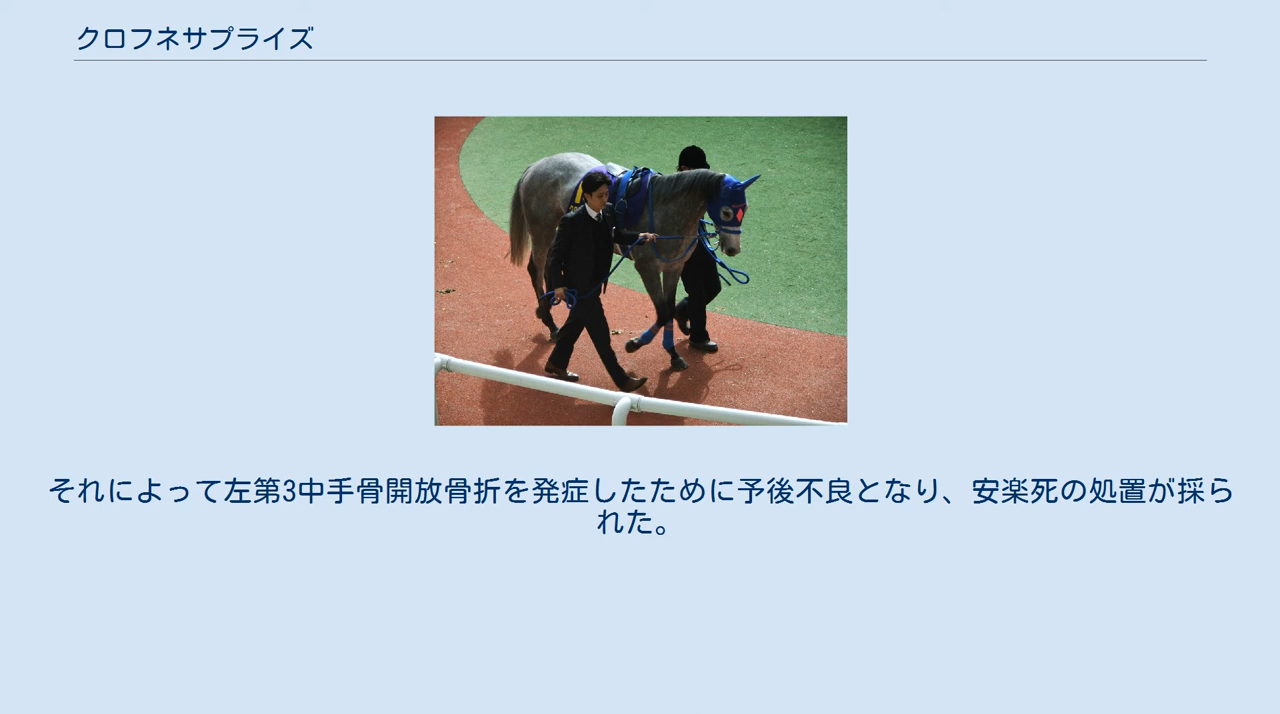 クロフネサプライズ
それによって左第3中手骨開放骨折を発症したために予後不良となり、安楽死の処置が採ら
れた。